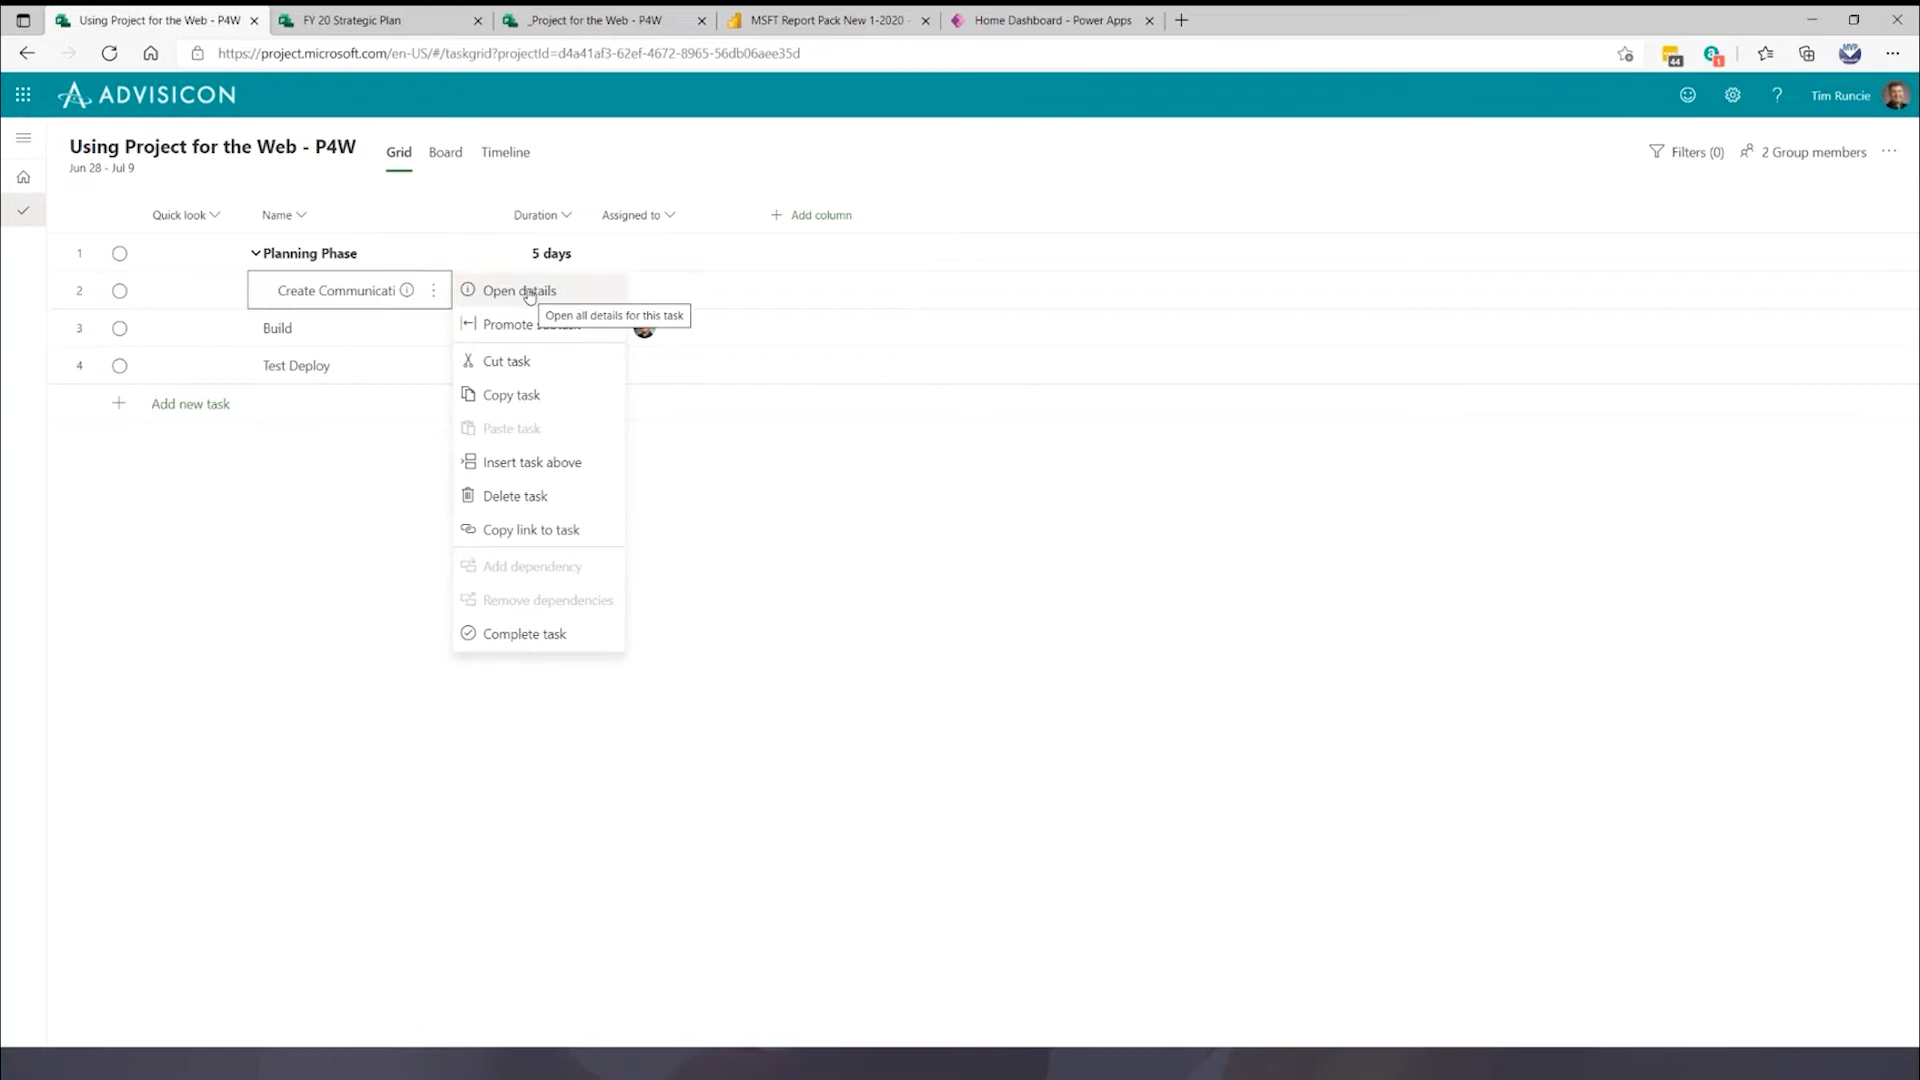 Using Project for the Web - P4W
FY 20 Strategic Plan
_Project for the Web - P4W
MSFT Report Pack New 1-2020 -
Home Dashboard - Power Apps
https://project.microsoft.com/en-US/#/taskgrid?projectId=d4a41af3-62ef-4672-8965-56db06aee35d
44
1
MVP
ADVISICON
Tim Runcie
Using Project for the Web - P4W
Jun 28 - Jul 9
Grid
Board
Timeline
Filters (0)
2 Group members
Quick look
Name
Duration
Assigned to
Add column
1
Planning Phase
5 days
2
Create Communicati
Open details
Open all details for this task
Promote
3
Build
4
Test Deploy
Cut task
Copy task
Add new task
Paste task
Insert task above
Delete task
Copy link to task
Add dependency
Remove dependencies
Complete task